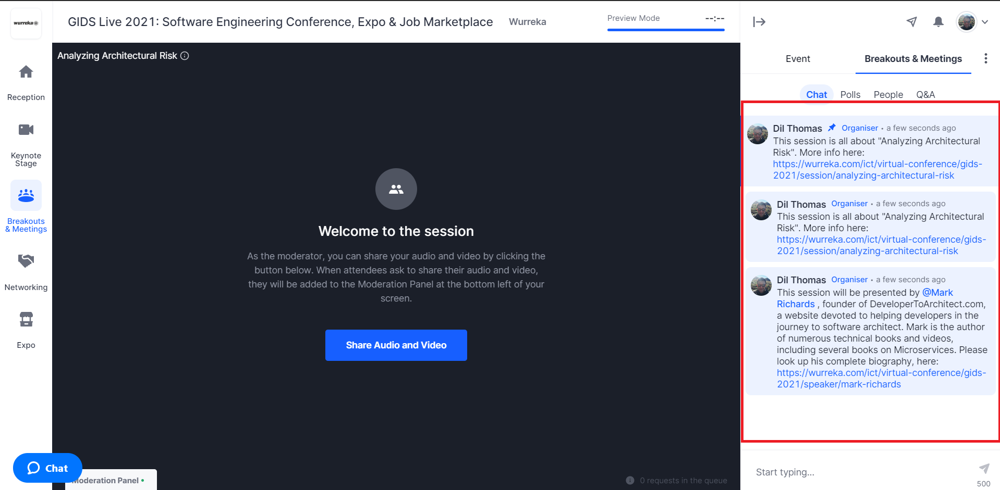 wurreka
GIDS Live 2021: Software Engineering Conference, Expo & Job Marketplace
Wurreka
Preview Mode
--:--
Reception
Keynote
Stage
Breakouts
& Meetings
Networking
Expo
Chat
Analyzing Architectural Risk
Welcome to the session
As the moderator, you can share your audio and video by clicking the
button below. When attendees ask to share their audio and video,
they will be added to the Moderation Panel at the bottom left of your
screen.
Share Audio and Video
Moderation Panel
0 requests in the queue
Event
Breakouts & Meetings
Chat
Polls
People
Q&A
Dil Thomas Organiser • a few seconds ago
This session is all about "Analyzing Architectural
Risk". More info here:
https://wurreka.com/ict/virtual-conference/gids-
2021/session/analyzing-architectural-risk
Dil Thomas Organiser • a few seconds ago
This session is all about "Analyzing Architectural
Risk". More info here:
https://wurreka.com/ict/virtual-conference/gids-
2021/session/analyzing-architectural-risk
Dil Thomas Organiser • a few seconds ago
This session will be presented by @Mark
Richards , founder of DeveloperToArchitect.com,
a website devoted to helping developers in the
journey to software architect. Mark is the author
of numerous technical books and videos,
including several books on Microservices. Please
look up his complete biography, here:
https://wurreka.com/ict/virtual-conference/gids-
2021/speaker/mark-richards
Start typing...
500